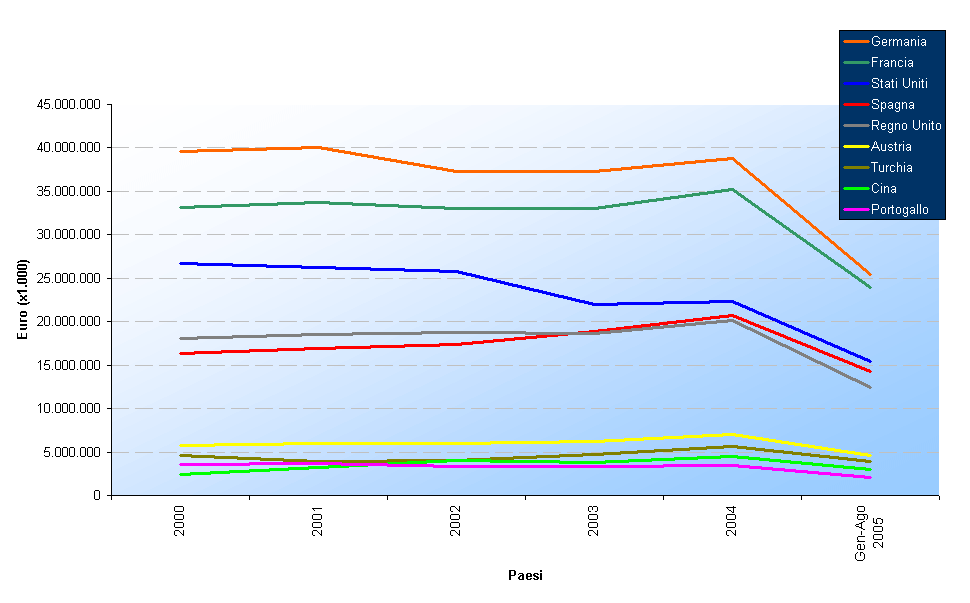 Germania
Francia
Stati Uniti
Spagna
Regno Unito
Austria
Turchia
Cina
Portogallo
45.000.000
40.000.000
35.000.000
30.000.000
25.000.000
20.000.000
15.000.000
10.000.000
5.000.000
0
Euro (x1.000)
2000
2001
2002
2003
2004
Gen-Ago
2005
Paesi